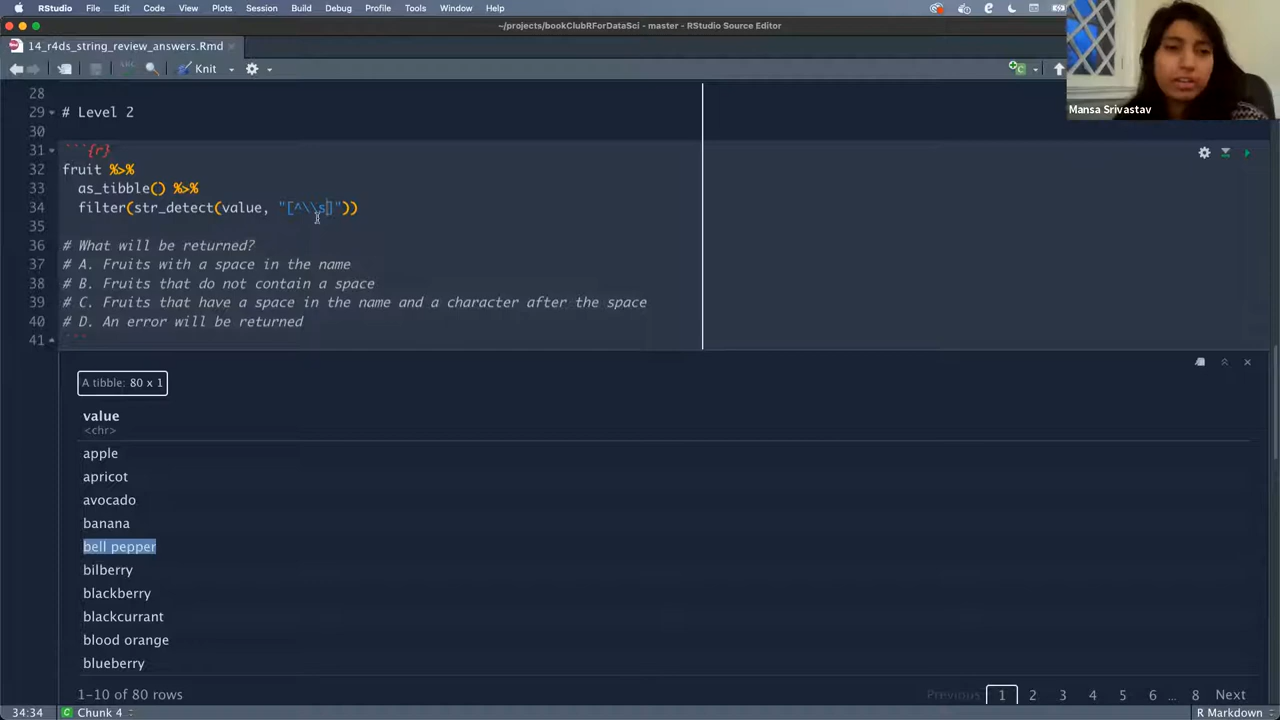 RStudio File Edit Code View Plots Session Build Debug Profile Tools Window Help
~/projects/bookClubRForDataSci - master - RStudio Source Editor
14_r4ds_string_review_answers.Rmd
Knit
Mansa Srivastav
28
29 # Level 2
30
31 ```{r}
32 fruit %>%
33 as_tibble() %>%
34 filter(str_detect(value, "[^\\s]"))
35
36 # What will be returned?
37 # A. Fruits with a space in the name
38 # B. Fruits that do not contain a space
39 # C. Fruits that have a space in the name and a character after the space
40 # D. An error will be returned
41 ```
A tibble: 80 x 1
value
<chr>
apple
apricot
avocado
banana
bell pepper
bilberry
blackberry
blackcurrant
blood orange
blueberry
1-10 of 80 rows
Previous 1 2 3 4 5 6 ... 8 Next
34:34 Chunk 4 R Markdown